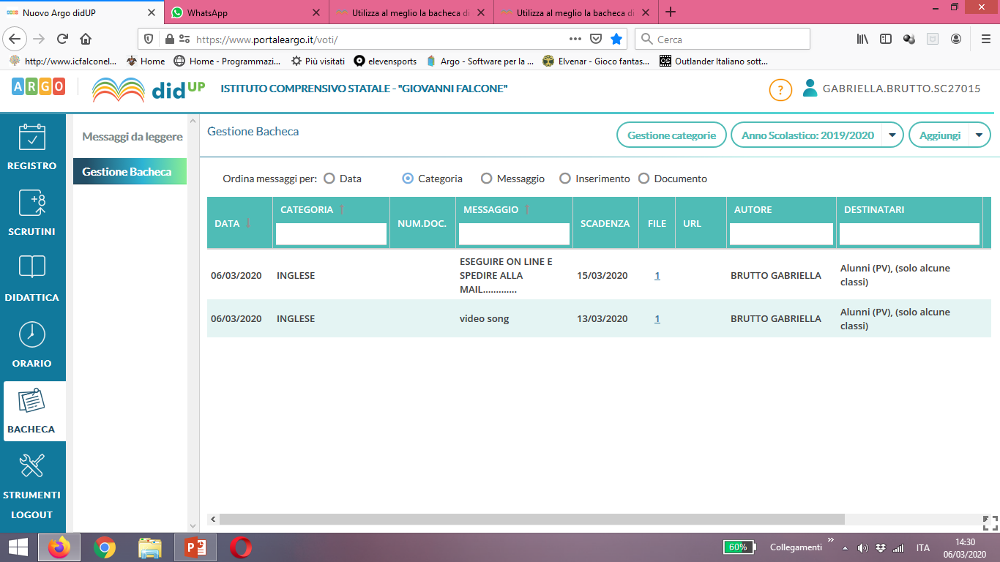 Nuovo Argo didUP
WhatsApp
Utilizza al meglio la bacheca di
Utilizza al meglio la bacheca di
https://www.portaleargo.it/voti/
Cerca
http://www.icfalconel...
Home
Home - Programmazi...
Più visitati
elevensports
Argo - Software per la ...
Elvenar - Gioco fantas...
Outlander Italiano sott...
ARGO
didUP
ISTITUTO COMPRENSIVO STATALE - "GIOVANNI FALCONE"
?
GABRIELLA.BRUTTO.SC27015
REGISTRO
+8
SCRUTINI
DIDATTICA
ORARIO
BACHECA
STRUMENTI
LOGOUT
Messaggi da leggere
Gestione Bacheca
Gestione Bacheca
Gestione categorie
Anno Scolastico: 2019/2020
Aggiungi
Ordina messaggi per:
Data
Categoria
Messaggio
Inserimento
Documento
DATA
CATEGORIA
NUM.DOC.
MESSAGGIO
SCADENZA
FILE
URL
AUTORE
DESTINATARI
06/03/2020
INGLESE
ESEGUIRE ON LINE E
SPEDIRE ALLA
MAIL.............
15/03/2020
1
BRUTTO GABRIELLA
Alunni (PV), (solo alcune
classi)
06/03/2020
INGLESE
video song
13/03/2020
1
BRUTTO GABRIELLA
Alunni (PV), (solo alcune
classi)
60%
Collegamenti
ITA
14:30
06/03/2020